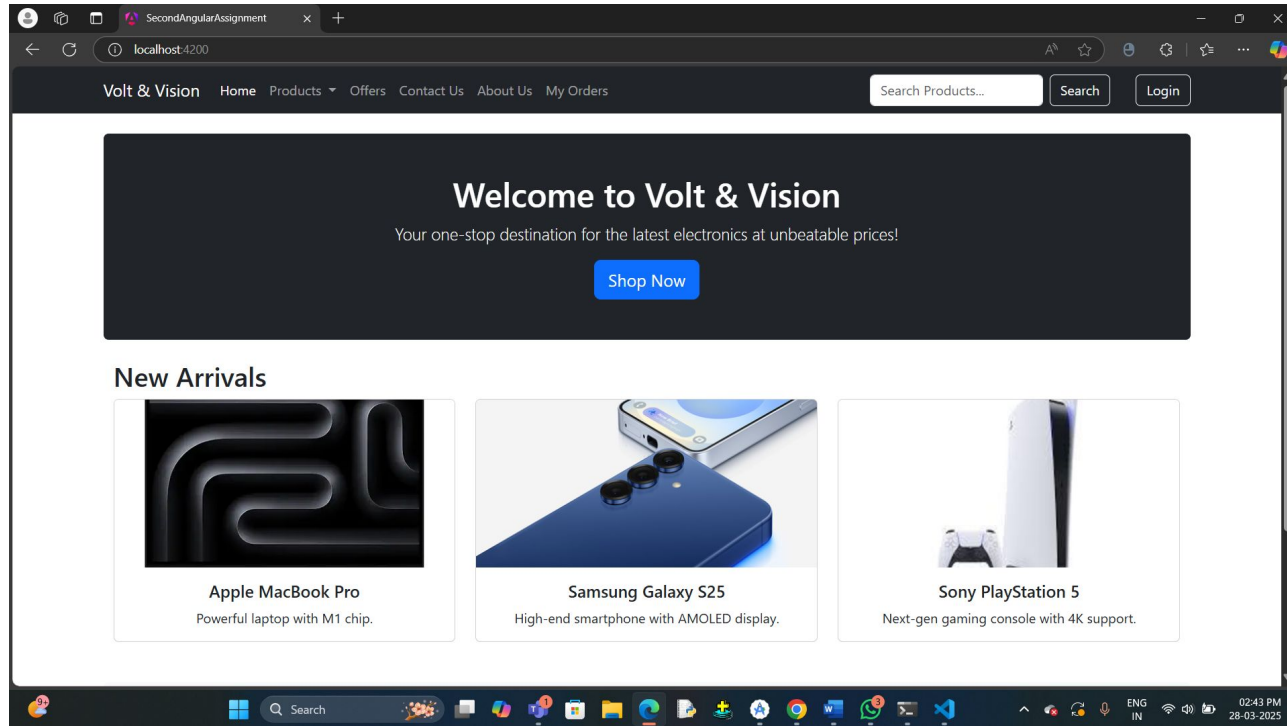 SecondAngularAssignment
localhost:4200
Volt & Vision Home Products Offers Contact Us About Us My Orders Search Products... Search Login
Welcome to Volt & Vision
Your one-stop destination for the latest electronics at unbeatable prices!
Shop Now
New Arrivals
Apple MacBook Pro
Powerful laptop with M1 chip.
Samsung Galaxy S25
High-end smartphone with AMOLED display.
Sony PlayStation 5
Next-gen gaming console with 4K support.
9+
Search
1
3
ENG
IN
02:43 PM
28-03-2025